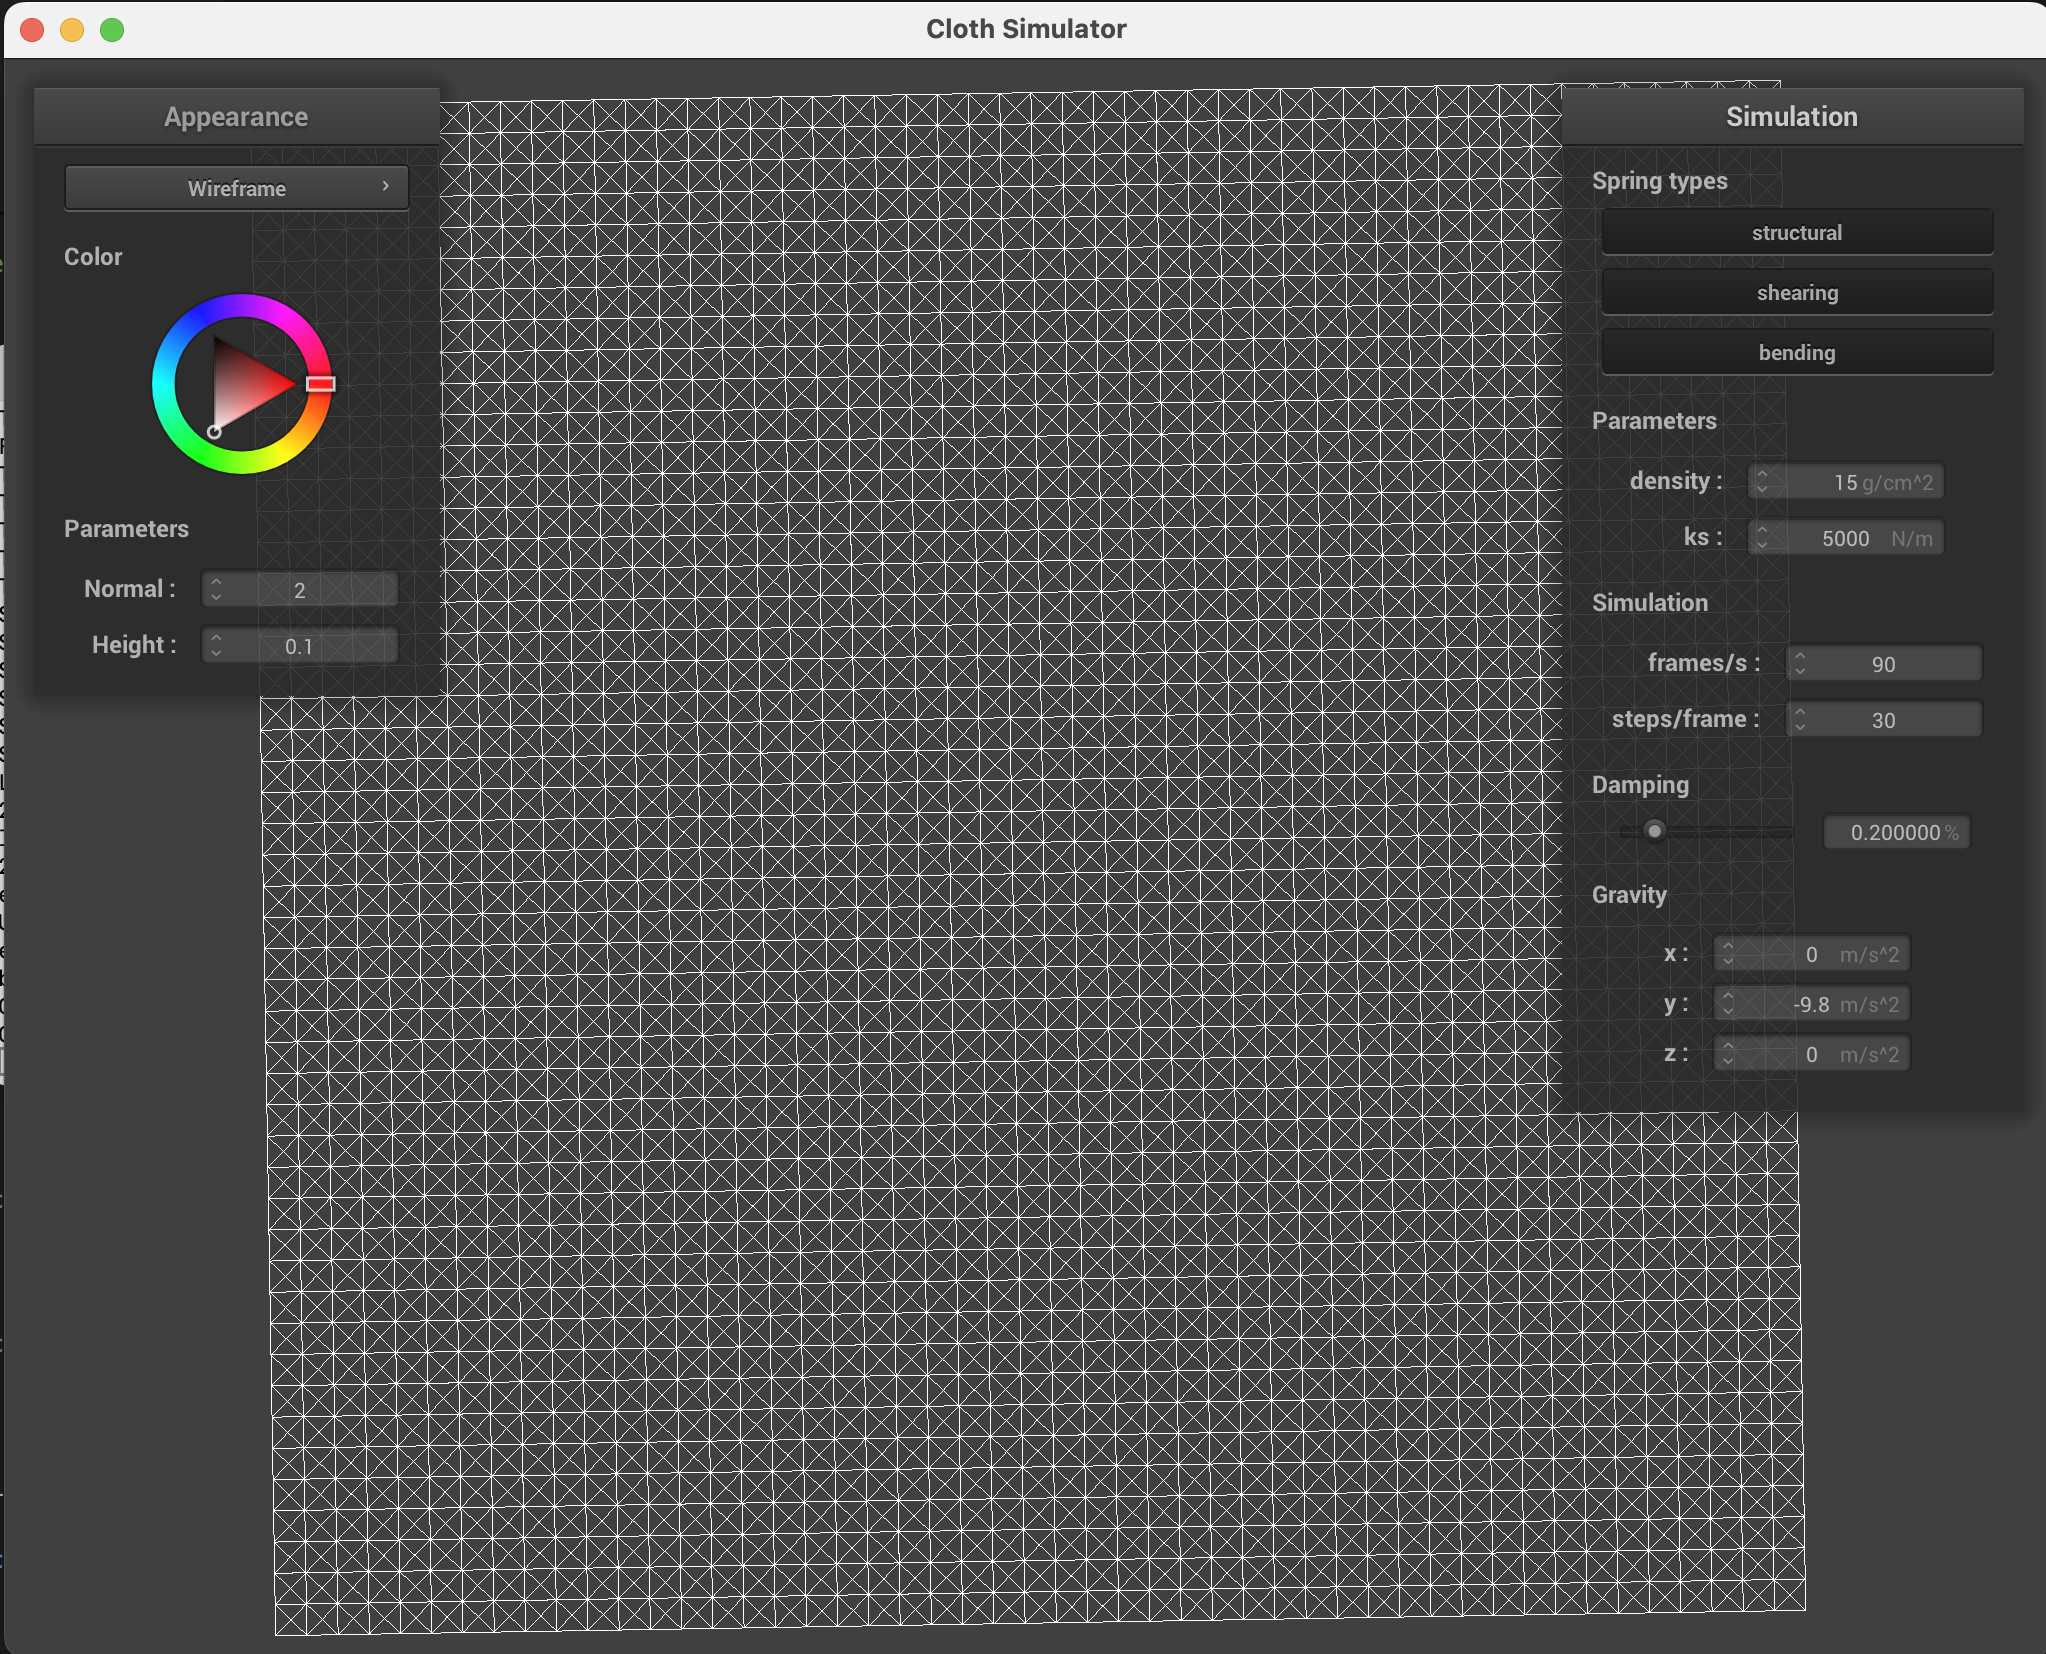 Cloth Simulator
Appearance
Wireframe
Color
Parameters
Normal : 2
Height : 0.1
Simulation
Spring types
structural
shearing
bending
Parameters
density : 15 g/cm^2
ks : 5000 N/m
Simulation
frames/s : 90
steps/frame : 30
Damping
0.200000 %
Gravity
x : 0 m/s^2
y : -9.8 m/s^2
z : 0 m/s^2